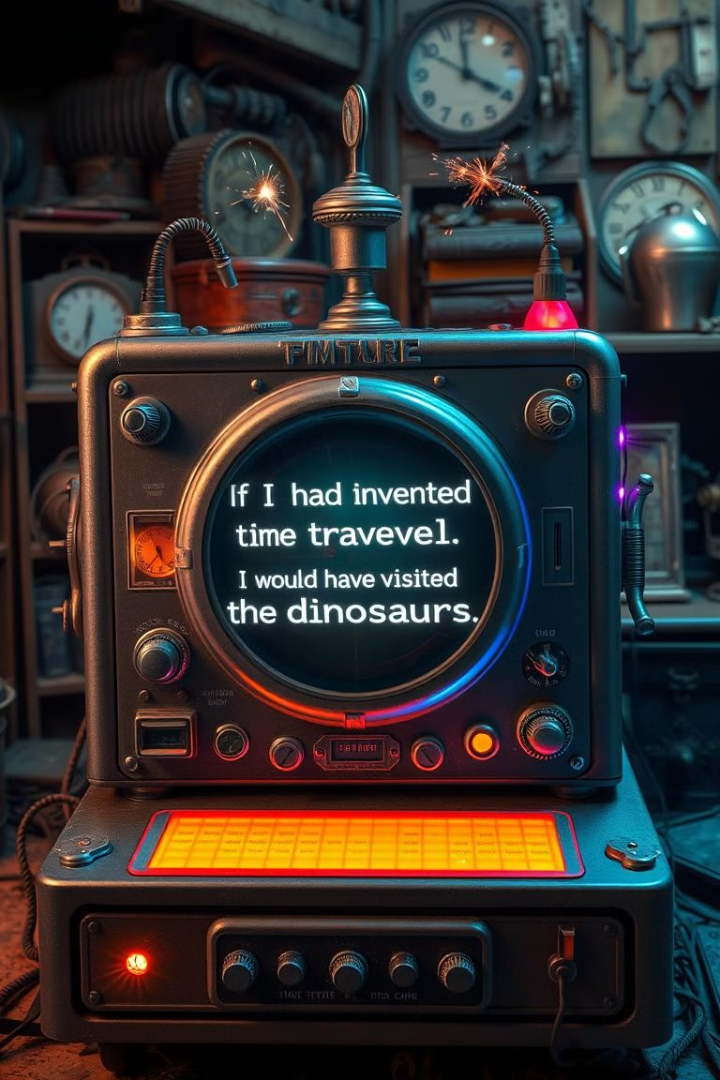 FIMTURE
If I had invented
time travevel.
I would have visited
the dinosaurs.